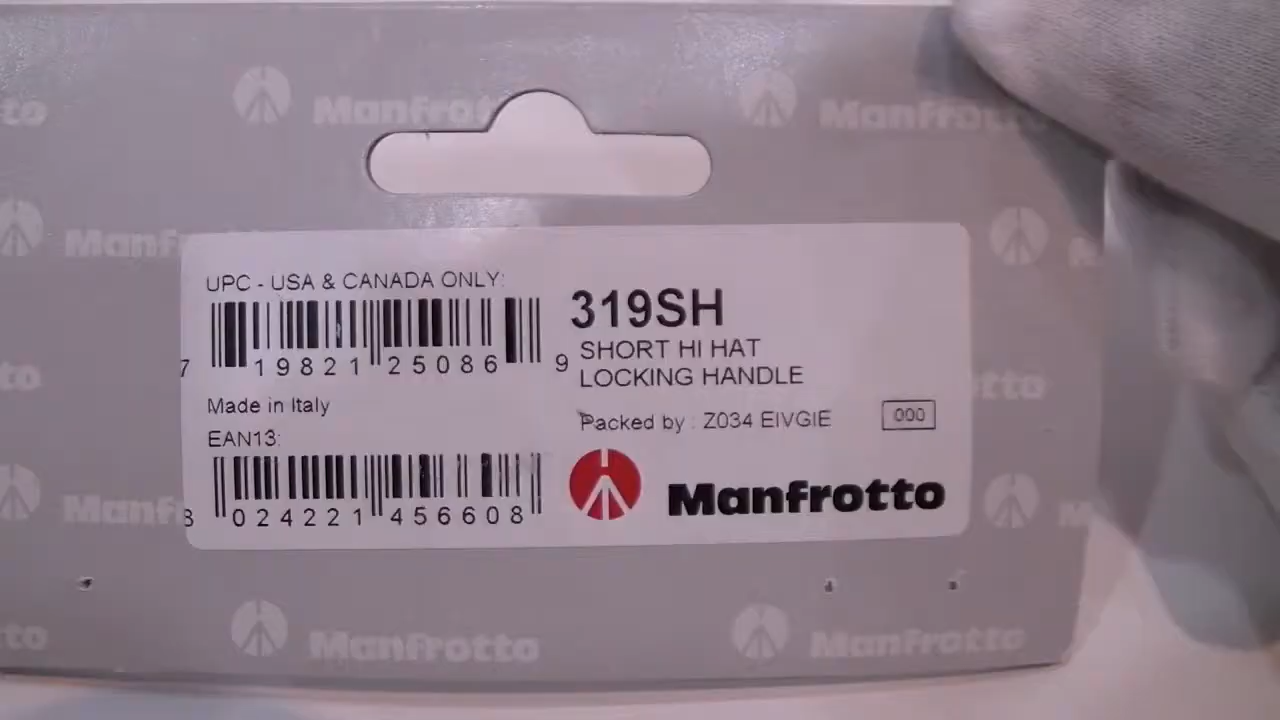 Manfrotto
Manfrotto
UPC - USA & CANADA ONLY:
7 19821 25086 9
319SH
SHORT HI HAT
LOCKING HANDLE
Made in Italy
Packed by : Z034 EIVGIE
000
EAN13:
8 024221 456608
Manfrotto
Manfrotto
Manfrotto